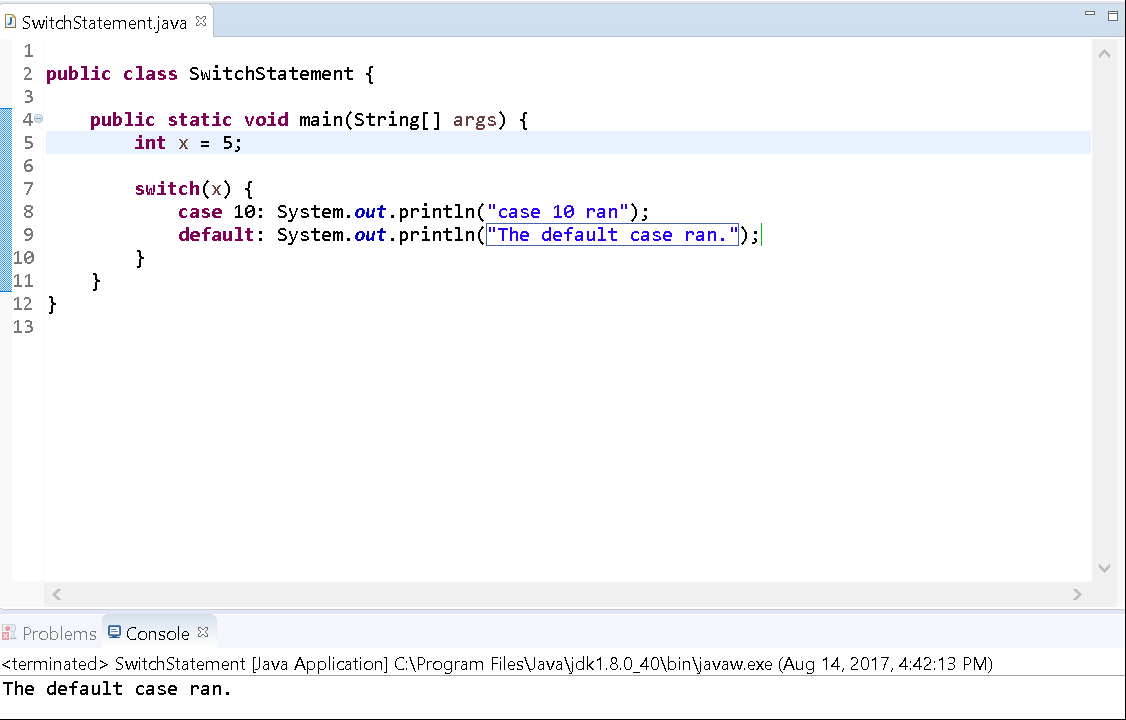 SwitchStatement.java
1
2 public class SwitchStatement {
3
4 public static void main(String[] args) {
5 int x = 5;
6
7 switch(x) {
8 case 10: System.out.println("case 10 ran");
9 default: System.out.println("The default case ran.");
10 }
11 }
12 }
13
Problems Console
<terminated> SwitchStatement [Java Application] C:\Program Files\Java\jdk1.8.0_40\bin\javaw.exe (Aug 14, 2017, 4:42:13 PM)
The default case ran.